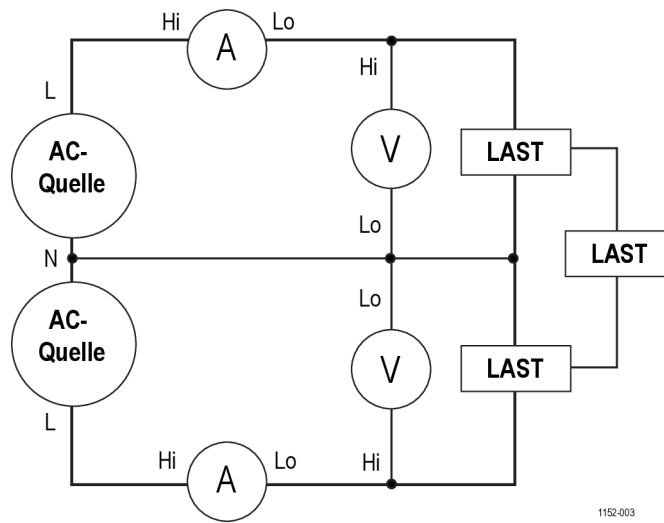 Hi
Lo
A
Hi
L
AC-
Quelle
V
LAST
Lo
LAST
N
Lo
AC-
Quelle
V
LAST
L
Hi
Lo
Hi
A
1152-003